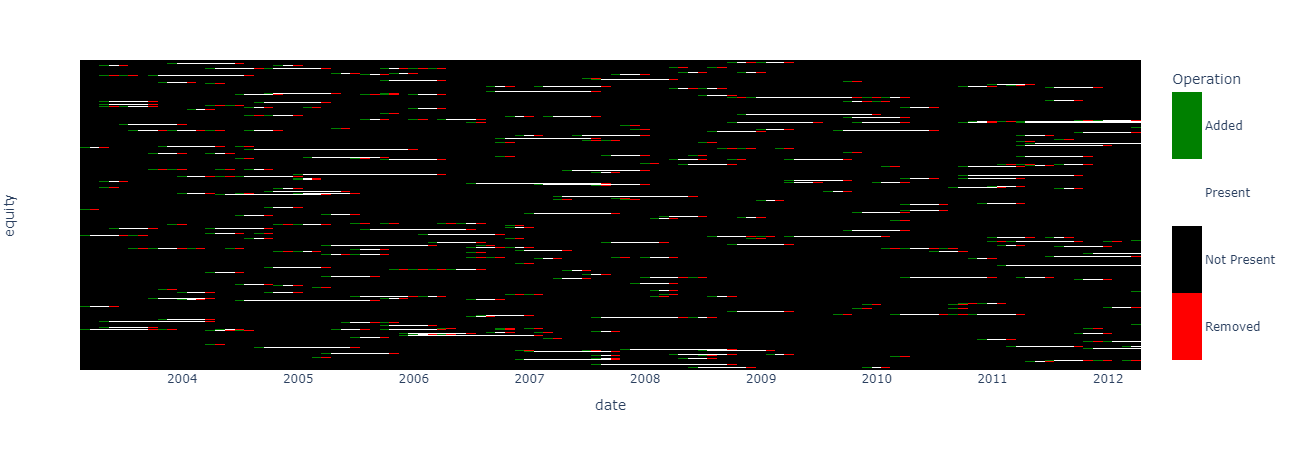 Operation
Added
Present
Not Present
Removed
equity
2004 2005 2006 2007 2008 2009 2010 2011 2012
date